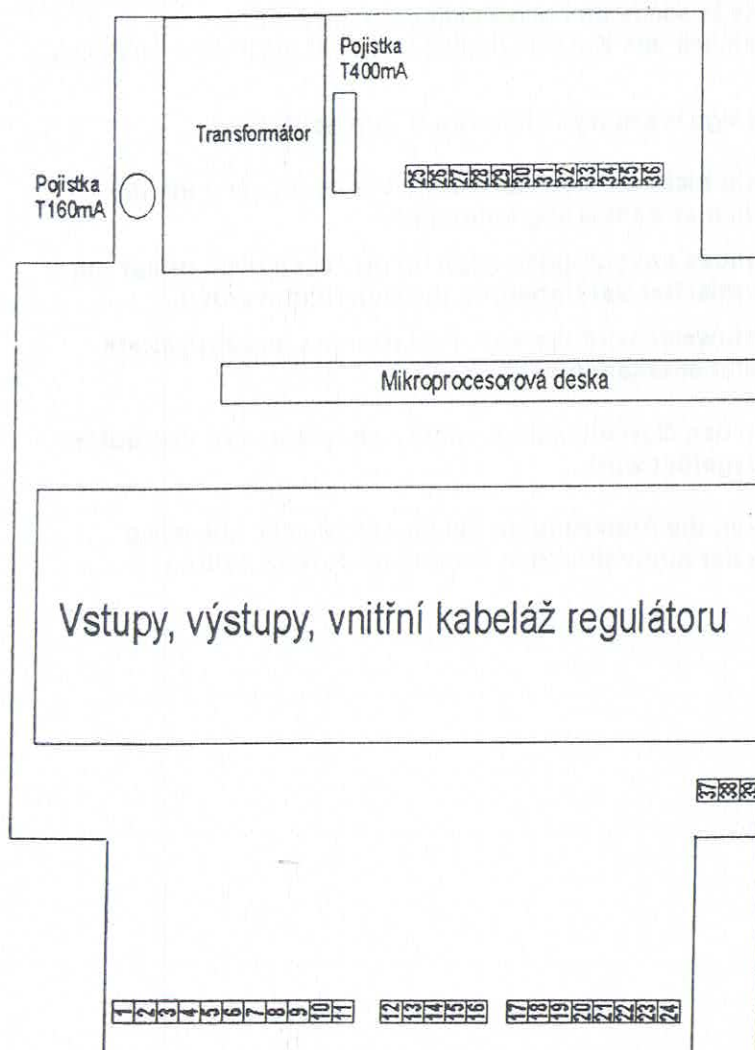 Pojistka
T400mA
Transformátor
25 26 27 28 29 30 31 32 33 34 35 36
Pojistka
T160mA
Mikroprocesorová deska
Vstupy, výstupy, vnitřní kabeláž regulátoru
37 38 39
1 2 3 4 5 6 7 8 9 10 11 12 13 14 15 16 17 18 19 20 21 22 23 24